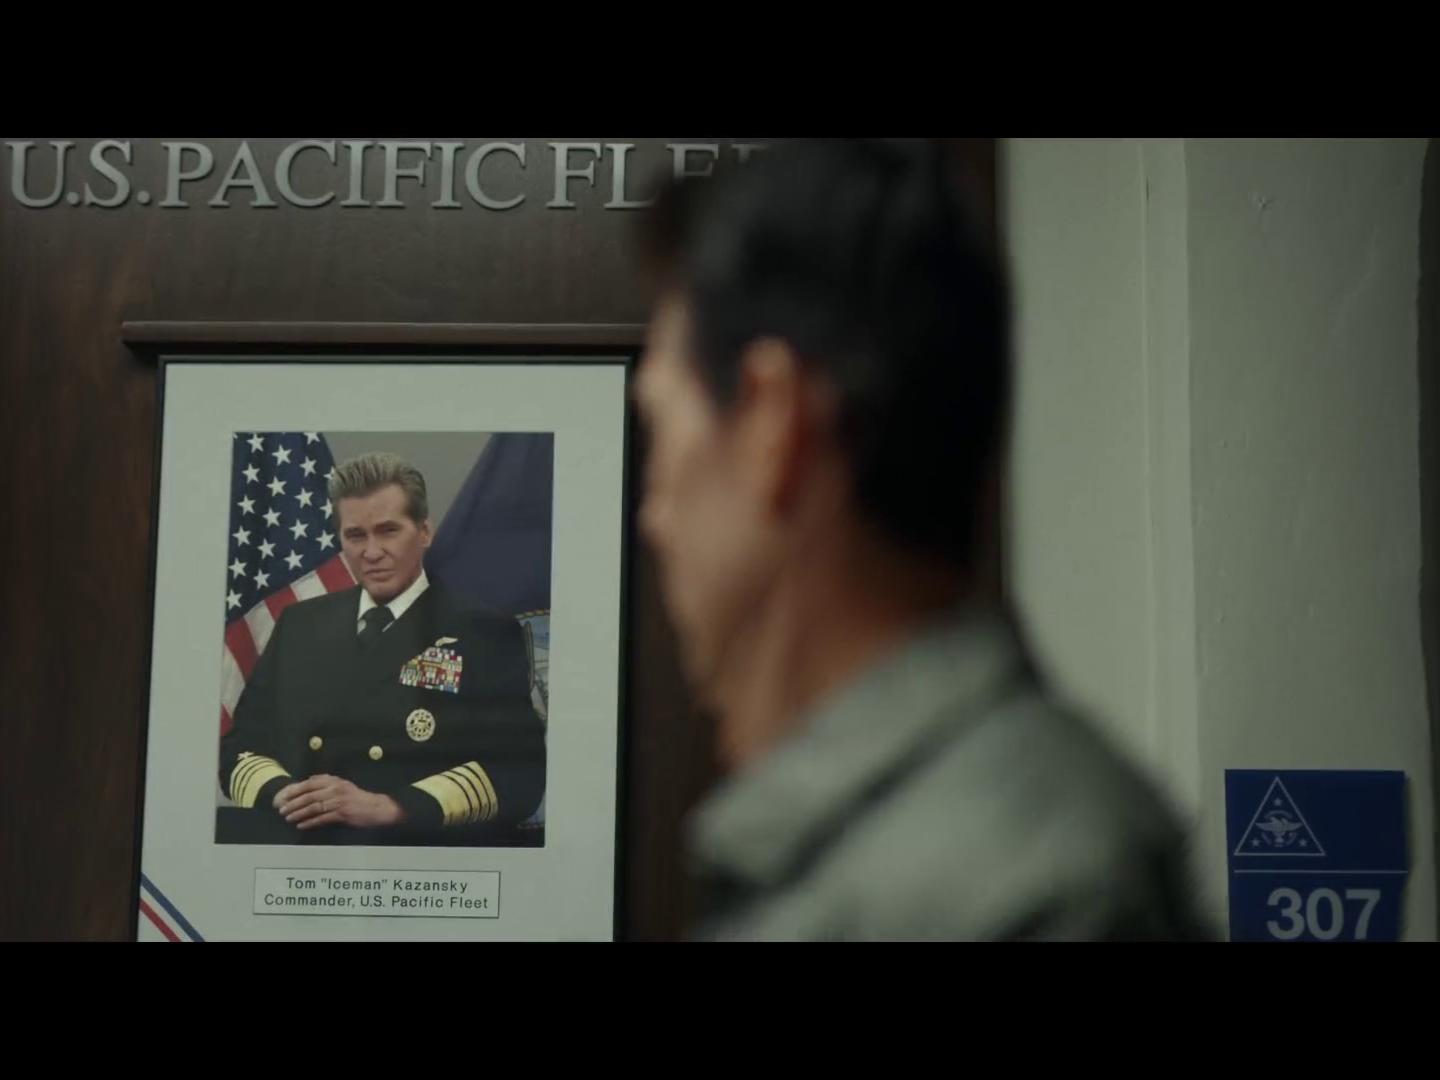 U.S. PACIFIC
Tom "Iceman" Kazansky
Commander, U.S. Pacific Fleet
307